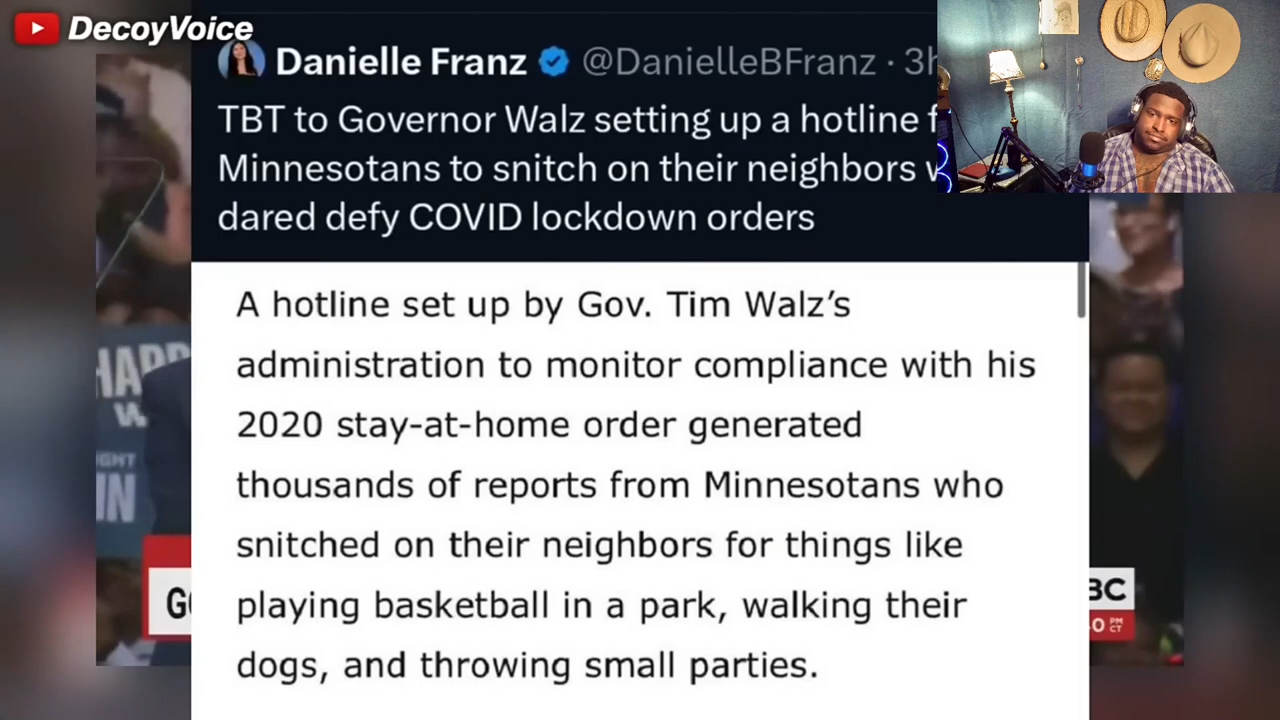 DecoyVoice
Danielle Franz @DanielleBFranz · 3h
TBT to Governor Walz setting up a hotline
Minnesotans to snitch on their neighbors
dared defy COVID lockdown orders
A hotline set up by Gov. Tim Walz's
administration to monitor compliance with his
2020 stay-at-home order generated
thousands of reports from Minnesotans who
snitched on their neighbors for things like
playing basketball in a park, walking their
dogs, and throwing small parties.